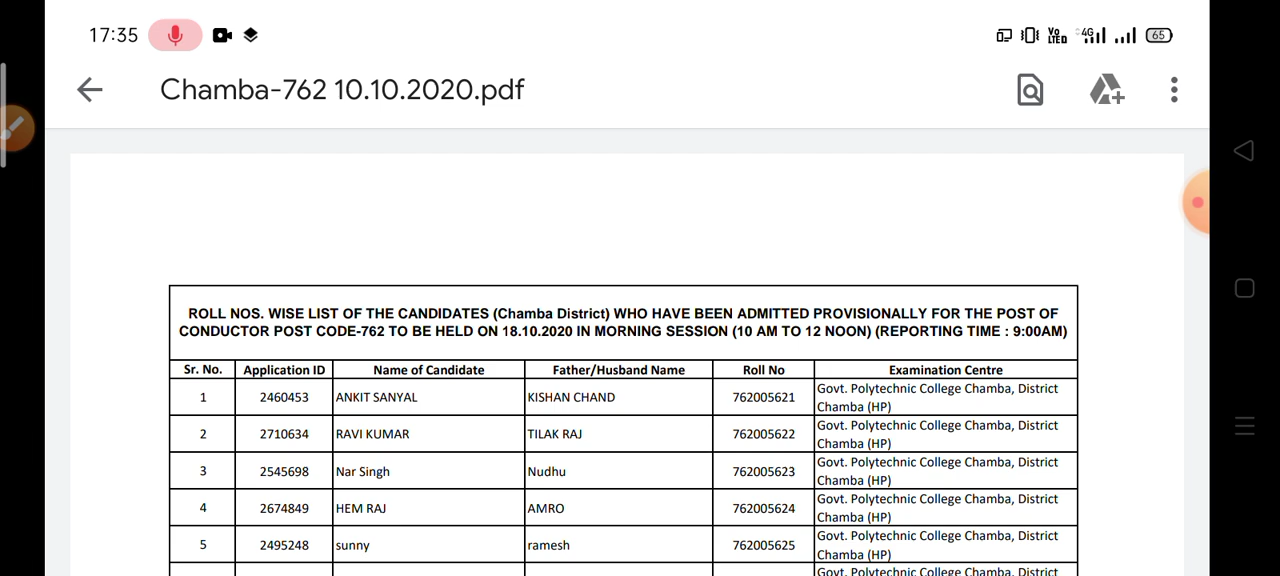 17:35 Vo LTED 4G 65
Chamba-762 10.10.2020.pdf
ROLL NOS. WISE LIST OF THE CANDIDATES (Chamba District) WHO HAVE BEEN ADMITTED PROVISIONALLY FOR THE POST OF
CONDUCTOR POST CODE-762 TO BE HELD ON 18.10.2020 IN MORNING SESSION (10 AM TO 12 NOON) (REPORTING TIME : 9:00AM)
Sr. No. Application ID Name of Candidate Father/Husband Name Roll No Examination Centre
1 2460453 ANKIT SANYAL KISHAN CHAND 762005621 Govt. Polytechnic College Chamba, District
Chamba (HP)
2 2710634 RAVI KUMAR TILAK RAJ 762005622 Govt. Polytechnic College Chamba, District
Chamba (HP)
3 2545698 Nar Singh Nudhu 762005623 Govt. Polytechnic College Chamba, District
Chamba (HP)
4 2674849 HEM RAJ AMRO 762005624 Govt. Polytechnic College Chamba, District
Chamba (HP)
5 2495248 sunny ramesh 762005625 Govt. Polytechnic College Chamba, District
Chamba (HP)
Govt. Polytechnic College Chamba, District